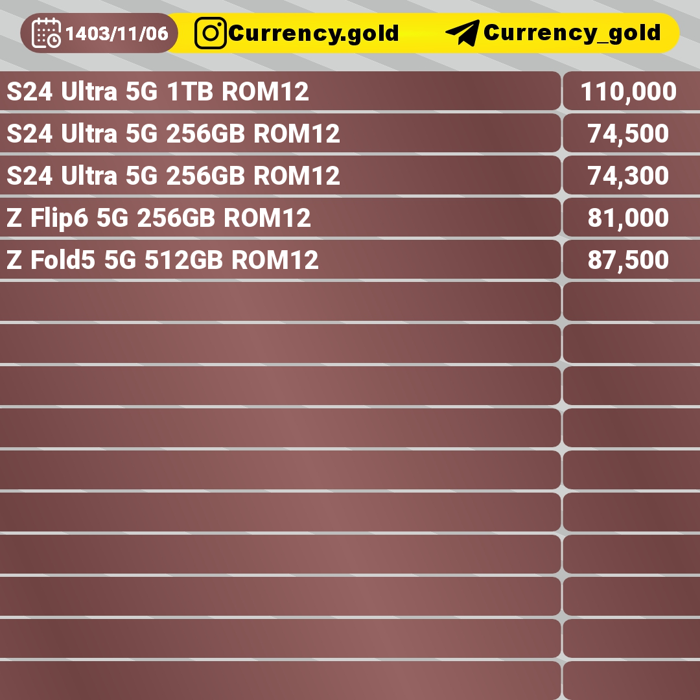 1403/11/06 Currency.gold Currency_gold
S24 Ultra 5G 1TB ROM12 110,000
S24 Ultra 5G 256GB ROM12 74,500
S24 Ultra 5G 256GB ROM12 74,300
Z Flip6 5G 256GB ROM12 81,000
Z Fold5 5G 512GB ROM12 87,500